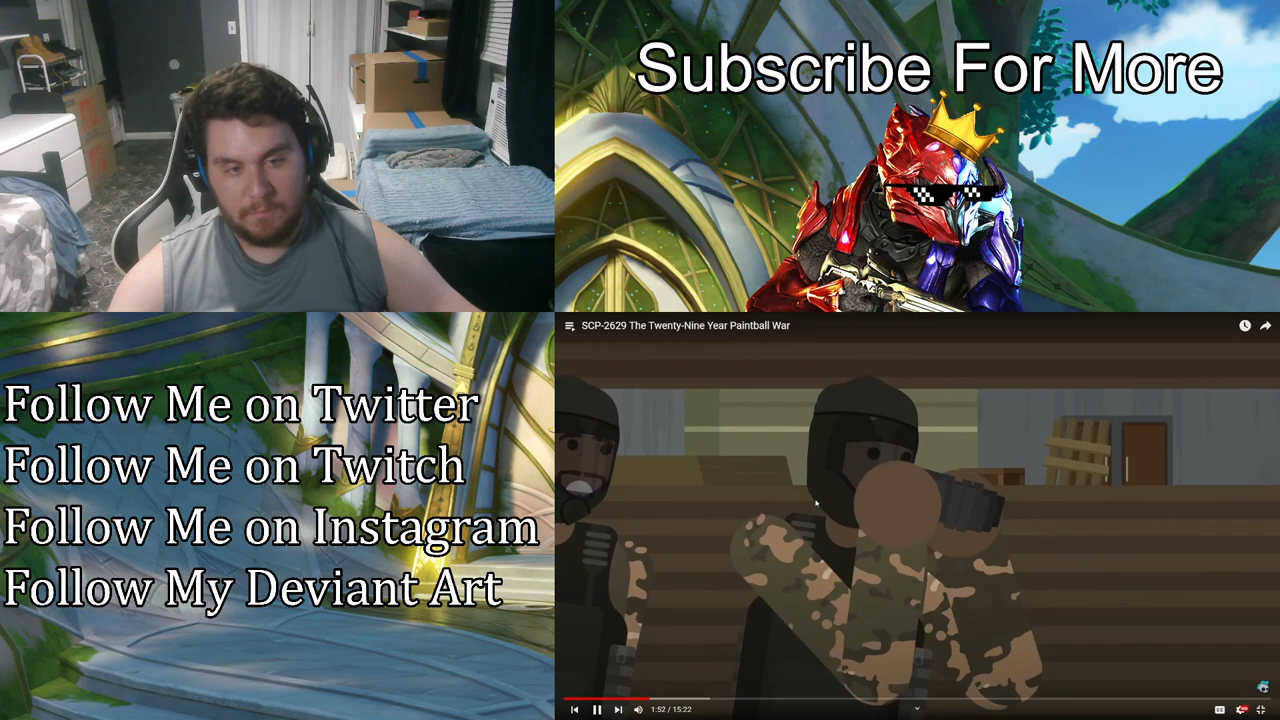 Subscribe For More
SCP-2629 The Twenty-Nine Year Paintball War
Follow Me on Twitter
Follow Me on Twitch
Follow Me on Instagram
Follow My Deviant Art
1:52 / 15:22